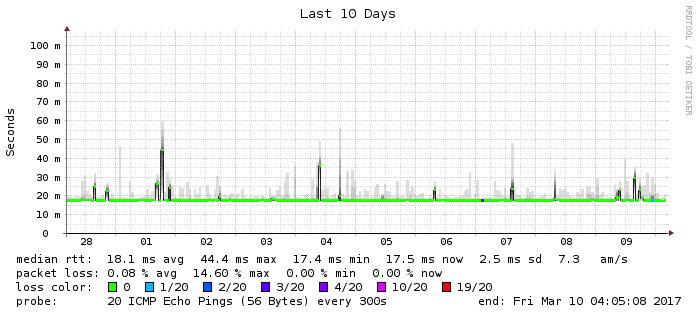 Last 10 Days
RRDTOOL / TOBI OETIKER
Seconds
100 m
90 m
80 m
70 m
60 m
50 m
40 m
30 m
20 m
10 m
0
28 01 02 03 04 05 06 07 08 09
median rtt: 18.1 ms avg 44.4 ms max 17.4 ms min 17.5 ms now 2.5 ms sd 7.3 am/s
packet loss: 0.08 % avg 14.60 % max 0.00 % min 0.00 % now
loss color: 0 1/20 2/20 3/20 4/20 10/20 19/20
probe: 20 ICMP Echo Pings (56 Bytes) every 300s end: Fri Mar 10 04:05:08 2017